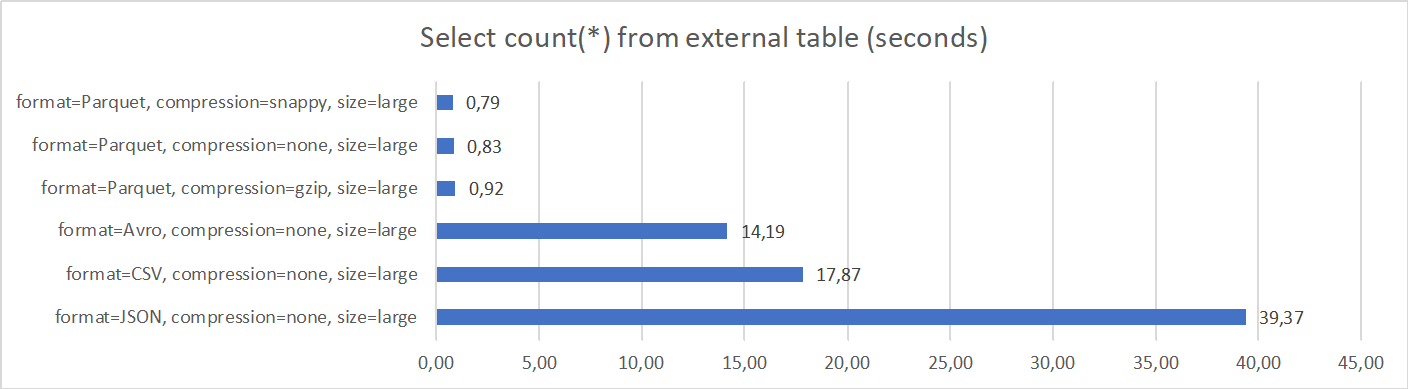 Select count(*) from external table (seconds)
format=Parquet, compression=snappy, size=large 0,79
format=Parquet, compression=none, size=large 0,83
format=Parquet, compression=gzip, size=large 0,92
format=Avro, compression=none, size=large 14,19
format=CSV, compression=none, size=large 17,87
format=JSON, compression=none, size=large 39,37
0,00 5,00 10,00 15,00 20,00 25,00 30,00 35,00 40,00 45,00